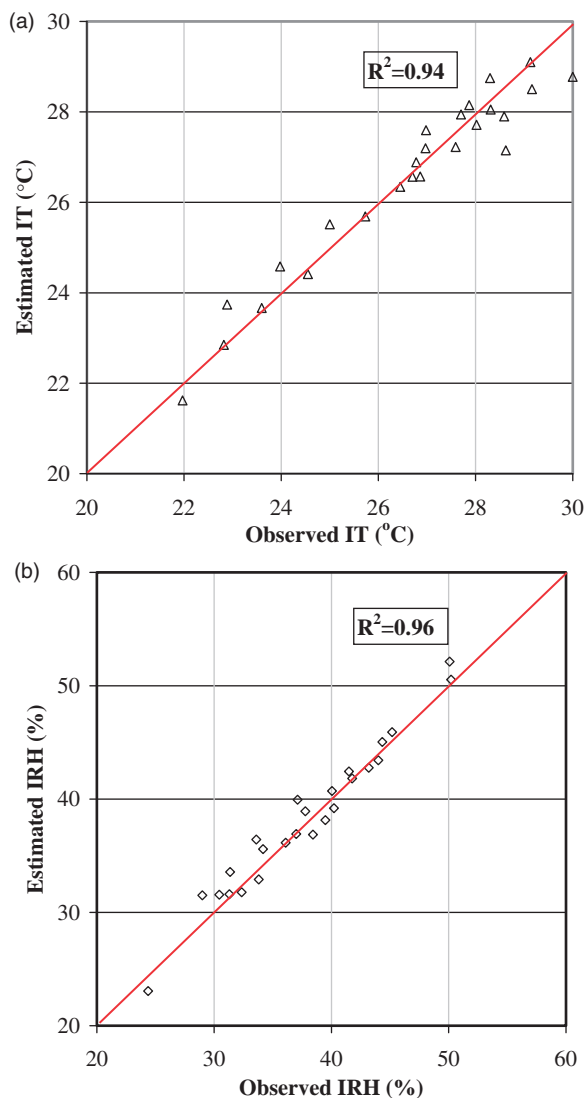 (a)
30
28
26
24
22
20
Estimated IT (°C)
R²=0.94
20 22 24 26 28 30
Observed IT (°C)
(b)
60
50
40
30
20
Estimated IRH (%)
R²=0.96
20 30 40 50 60
Observed IRH (%)